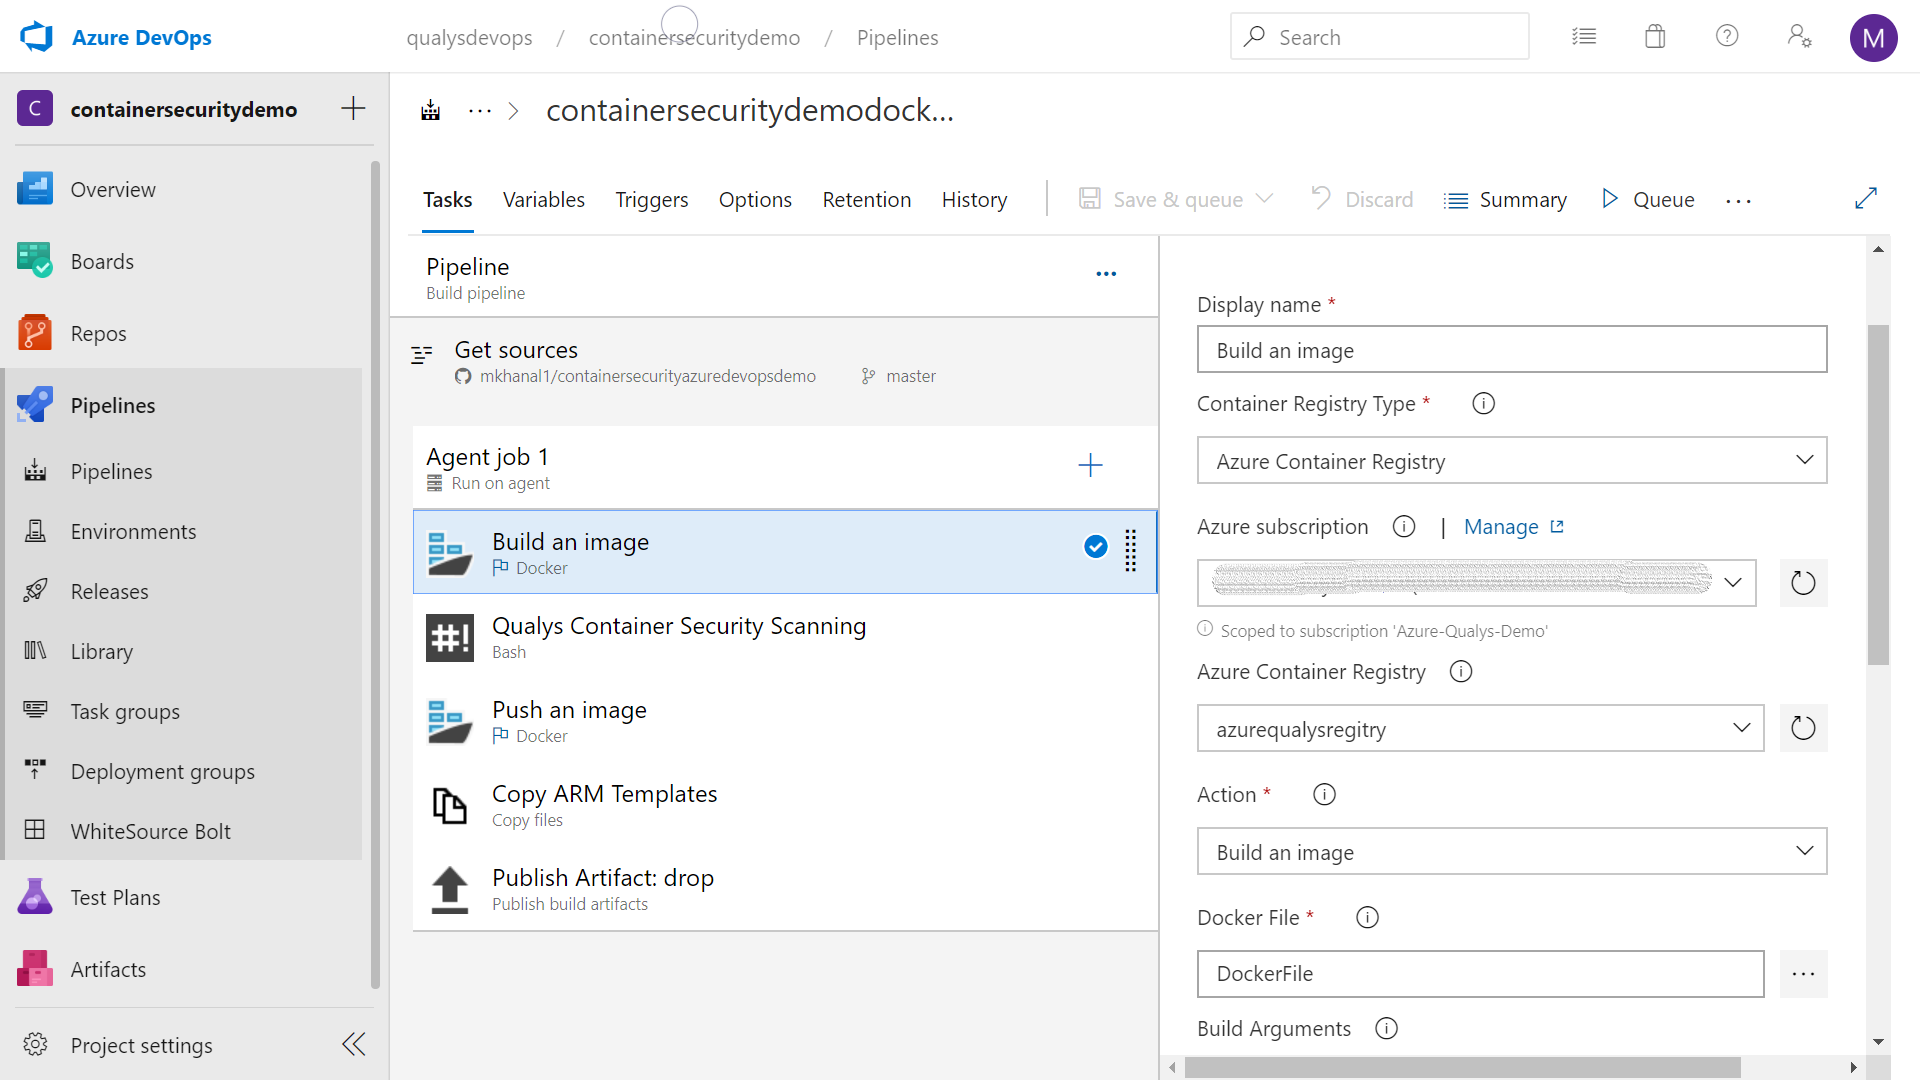 Azure DevOps
qualysdevops / containersecuritydemo / Pipelines
Search
M
C containersecuritydemo
Overview
Boards
Repos
Pipelines
Pipelines
Environments
Releases
Library
Task groups
Deployment groups
WhiteSource Bolt
Test Plans
Artifacts
Project settings
containersecuritydemodock...
Tasks Variables Triggers Options Retention History Save & queue Discard Summary Queue
Pipeline
Build pipeline
Get sources
mkhanal1/containersecurityazuredevopsdemo master
Agent job 1
Run on agent
Build an image
Docker
#! Qualys Container Security Scanning
Bash
Push an image
Docker
Copy ARM Templates
Copy files
Publish Artifact: drop
Publish build artifacts
Display name *
Build an image
Container Registry Type *
Azure Container Registry
Azure subscription | Manage
Scoped to subscription 'Azure-Qualys-Demo'
Azure Container Registry
azurequalysregitry
Action *
Build an image
Docker File *
DockerFile
Build Arguments